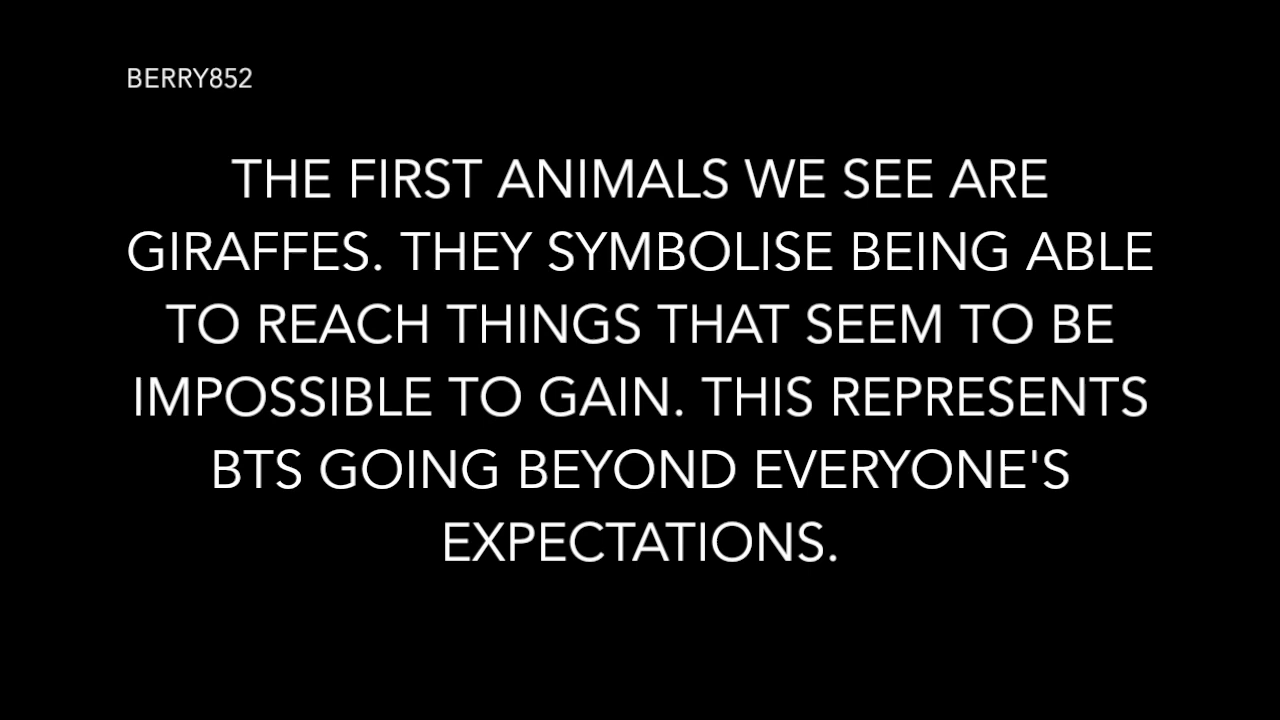 BERRY852
THE FIRST ANIMALS WE SEE ARE
GIRAFFES. THEY SYMBOLISE BEING ABLE
TO REACH THINGS THAT SEEM TO BE
IMPOSSIBLE TO GAIN. THIS REPRESENTS
BTS GOING BEYOND EVERYONE'S
EXPECTATIONS.